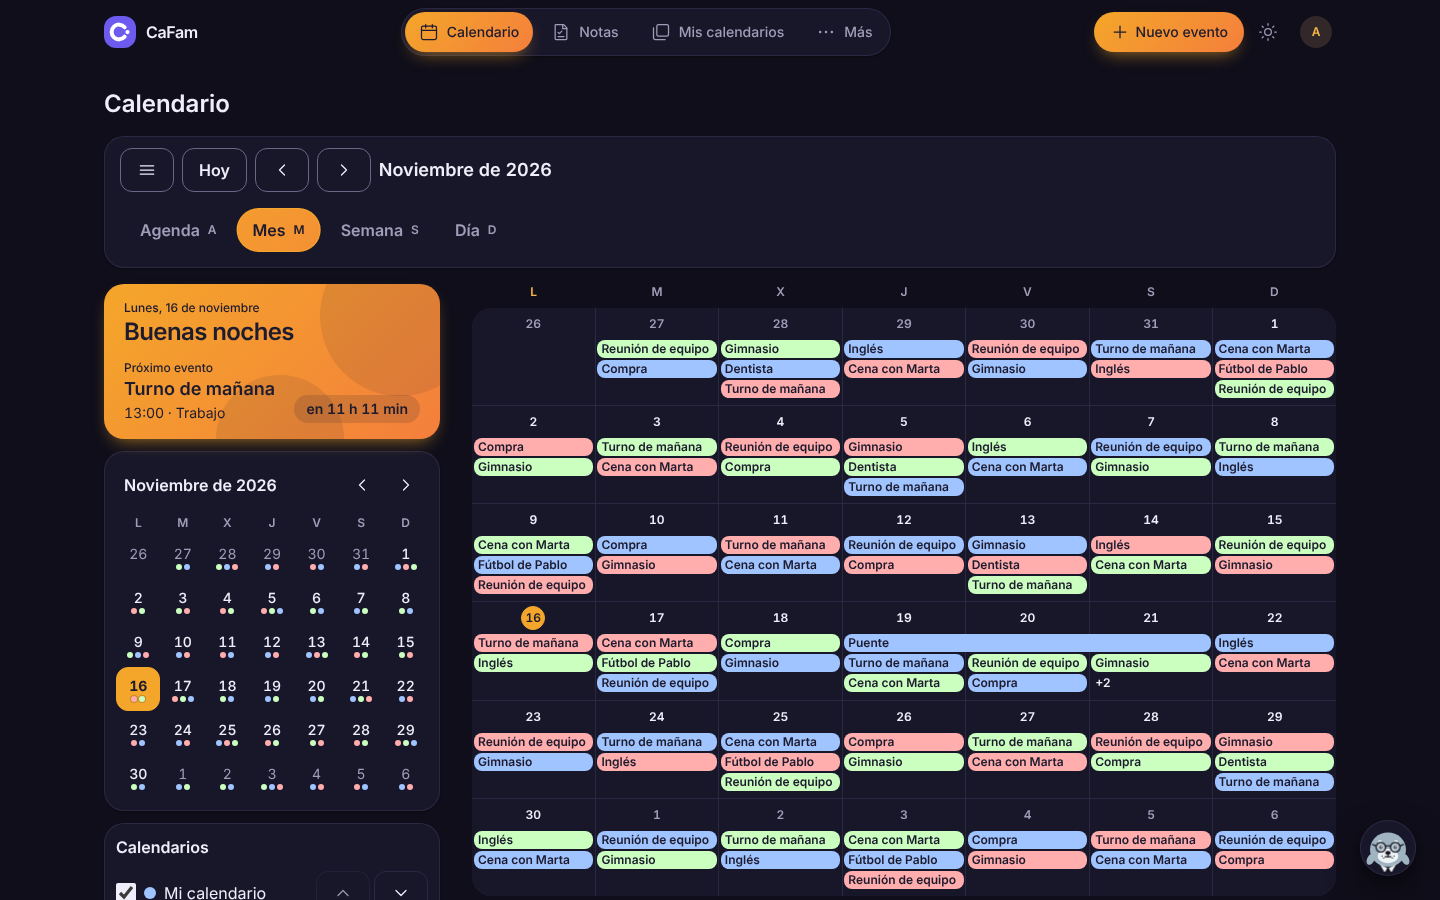 CaFam
Calendario
Notas
Mis calendarios
Más
Nuevo evento
A
Calendario
Hoy
Noviembre de 2026
Agenda A
Mes M
Semana S
Día D
Lunes, 16 de noviembre
Buenas noches
Próximo evento
Turno de mañana
13:00 · Trabajo
en 11 h 11 min
Noviembre de 2026
L M X J V S D
26 27 28 29 30 31 1
2 3 4 5 6 7 8
9 10 11 12 13 14 15
16 17 18 19 20 21 22
23 24 25 26 27 28 29
30 1 2 3 4 5 6
Calendarios
Mi calendario
L M X J V S D
26 27 28 29 30 31 1
Reunión de equipo Gimnasio Inglés Reunión de equipo Turno de mañana Cena con Marta
Compra Dentista Cena con Marta Gimnasio Inglés Fútbol de Pablo
Turno de mañana Reunión de equipo
2 3 4 5 6 7 8
Compra Turno de mañana Reunión de equipo Gimnasio Inglés Reunión de equipo Turno de mañana
Gimnasio Cena con Marta Compra Dentista Cena con Marta Gimnasio Inglés
Turno de mañana
9 10 11 12 13 14 15
Cena con Marta Compra Turno de mañana Reunión de equipo Gimnasio Inglés Reunión de equipo
Fútbol de Pablo Gimnasio Cena con Marta Compra Dentista Cena con Marta Gimnasio
Reunión de equipo Turno de mañana
16 17 18 19 20 21 22
Turno de mañana Cena con Marta Compra Puente Inglés
Inglés Fútbol de Pablo Gimnasio Turno de mañana Reunión de equipo Gimnasio Cena con Marta
Reunión de equipo Cena con Marta Compra +2
23 24 25 26 27 28 29
Reunión de equipo Turno de mañana Cena con Marta Compra Turno de mañana Reunión de equipo Gimnasio
Gimnasio Inglés Fútbol de Pablo Gimnasio Cena con Marta Compra Dentista
Reunión de equipo Turno de mañana
30 1 2 3 4 5 6
Inglés Reunión de equipo Turno de mañana Cena con Marta Compra Turno de mañana Reunión de equipo
Cena con Marta Gimnasio Inglés Fútbol de Pablo Gimnasio Cena con Marta Compra
Reunión de equipo